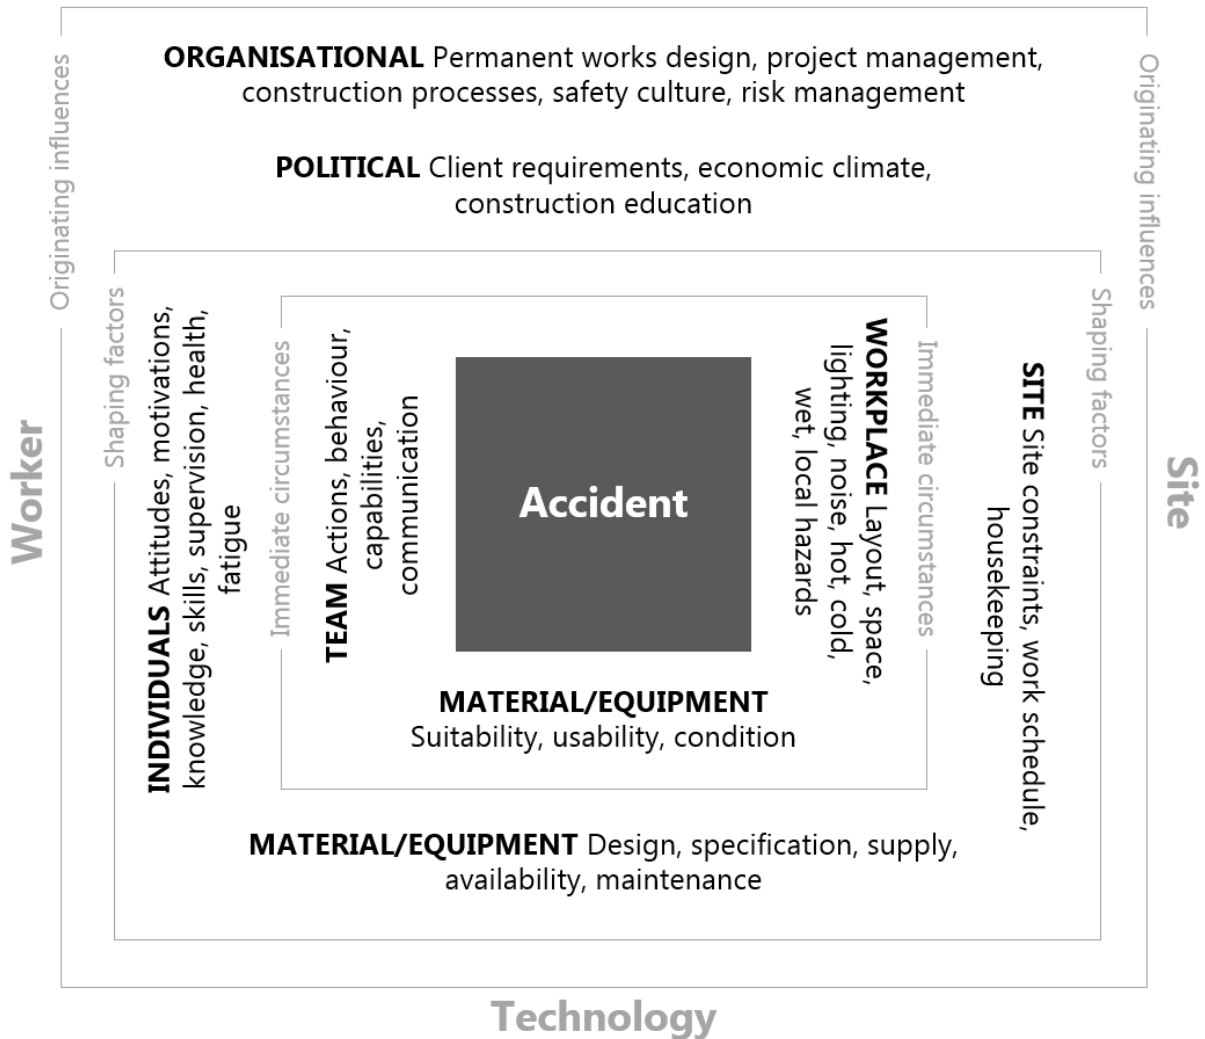 ORGANISATIONAL Permanent works design, project management,
construction processes, safety culture, risk management
POLITICAL Client requirements, economic climate,
construction education
Originating influences
Originating influences
Worker
Shaping factors
INDIVIDUALS Attitudes, motivations,
knowledge, skills, supervision, health,
fatigue
Immediate circumstances
TEAM Actions, behaviour,
capabilities,
communication
Accident
WORKPLACE Layout, space,
lighting, noise, hot, cold,
wet, local hazards
Immediate circumstances
SITE Site constraints, work schedule,
housekeeping
Shaping factors
Site
MATERIAL/EQUIPMENT
Suitability, usability, condition
MATERIAL/EQUIPMENT Design, specification, supply,
availability, maintenance
Technology